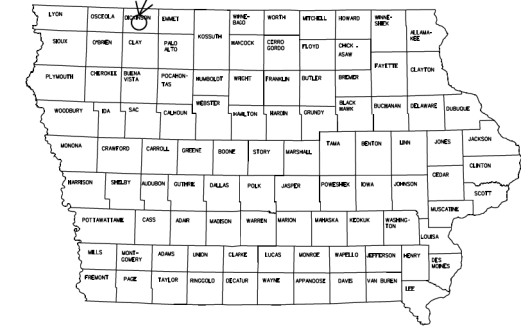 LYON OSCEOLA DICKINSON EMMET WINNE- WORTH MITCHELL HOWARD WINNE-
BAGO SHIEK
KOSSUTH ALLAMA-
KEE
SIOUX O'BRIEN CLAY PALO HANCOCK CERRO FLOYD CHICK-
ALTO GORDO ASAW
FAYETTE CLAYTON
PLYMOUTH CHEROKEE BUENA POCAHON- HUMBOLDT WRIGHT FRANKLIN BUTLER BREMER
VISTA TAS
WEBSTER BLACK BUCHANAN DELAWARE DUBUQUE
HAWK
WOODBURY IDA SAC CALHOUN HAMILTON HARDIN GRUNDY
MONONA CRAWFORD CARROLL GREENE BOONE STORY MARSHALL TAMA BENTON LINN JONES JACKSON
CLINTON
CEDAR
HARRISON SHELBY AUDUBON GUTHRIE DALLAS POLK JASPER POWESHIEK IOWA JOHNSON SCOTT
MUSCATINE
POTTAWATTAMIE CASS ADAIR MADISON WARREN MARION MAHASKA KEOKUK WASHING-
TON
LOUISA
MILLS MONT- ADAMS UNION CLARKE LUCAS MONROE WAPELLO JEFFERSON HENRY DES
GOMERY MOINES
FREMONT PAGE TAYLOR RINGGOLD DECATUR WAYNE APPANOOSE DAVIS VAN BUREN LEE